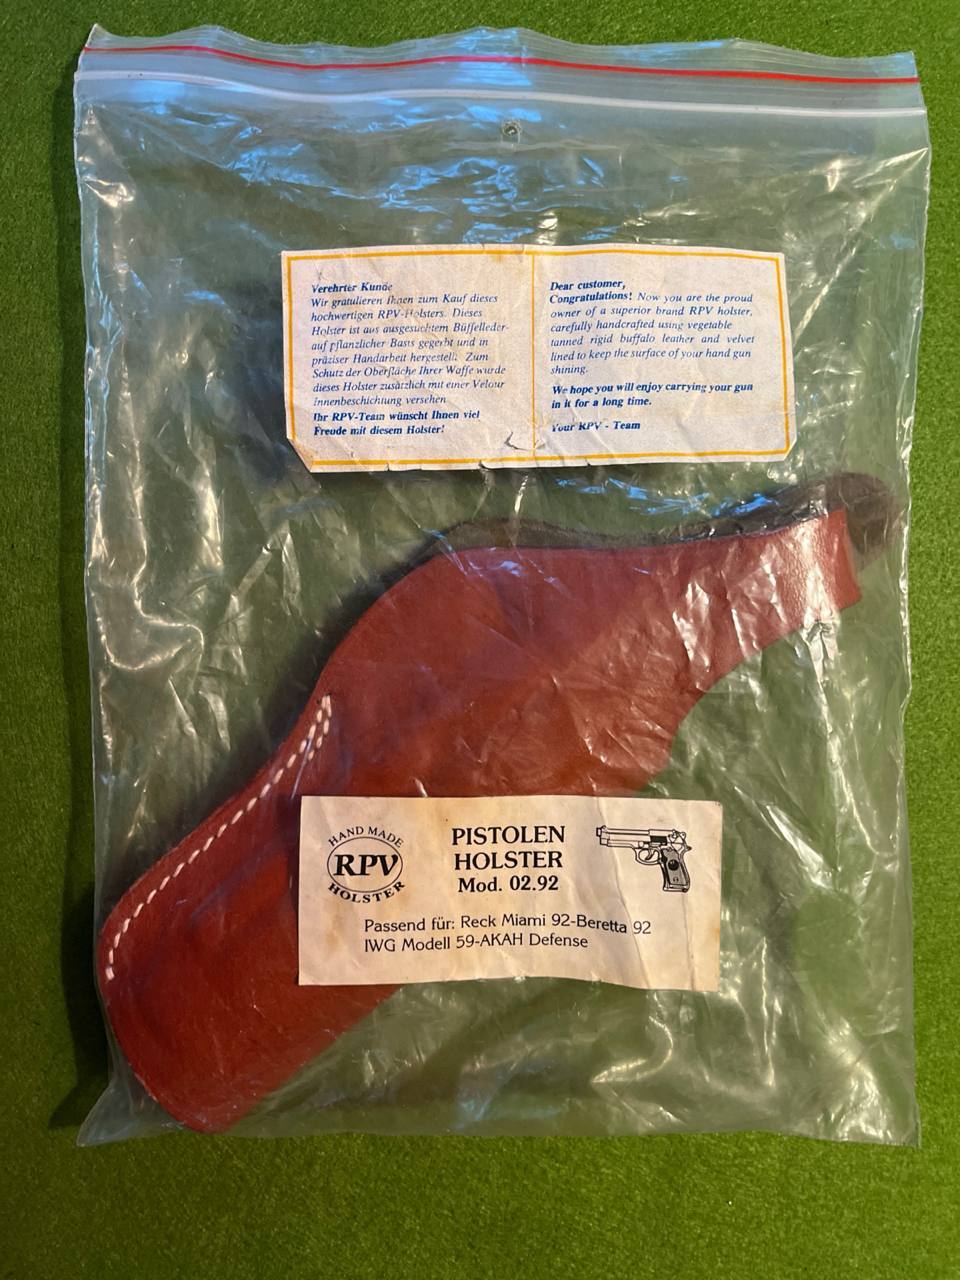 Verehrter Kunde
Wir gratulieren Ihnen zum Kauf dieses
hochwertigen RPV-Holsters. Dieses
Holster ist aus ausgesuchtem Büffelleder
auf pflanzlicher Basis gegerbt und in
präziser Handarbeit hergestellt. Zum
Schutz der Oberfläche Ihrer Waffe wurde
dieses Holster zusätzlich mit einer Velour
Innenbeschichtung versehen
Ihr RPV-Team wünscht Ihnen viel
Freude mit diesem Holster!
Dear customer,
Congratulations! Now you are the proud
owner of a superior brand RPV holster,
carefully handcrafted using vegetable
tanned rigid buffalo leather and velvet
lined to keep the surface of your hand gun
shining.
We hope you will enjoy carrying your gun
in it for a long time.
Your RPV - Team
HAND MADE
RPV
HOLSTER
PISTOLEN
HOLSTER
Mod. 02.92
Passend für: Reck Miami 92-Beretta 92
IWG Modell 59-AKAH Defense